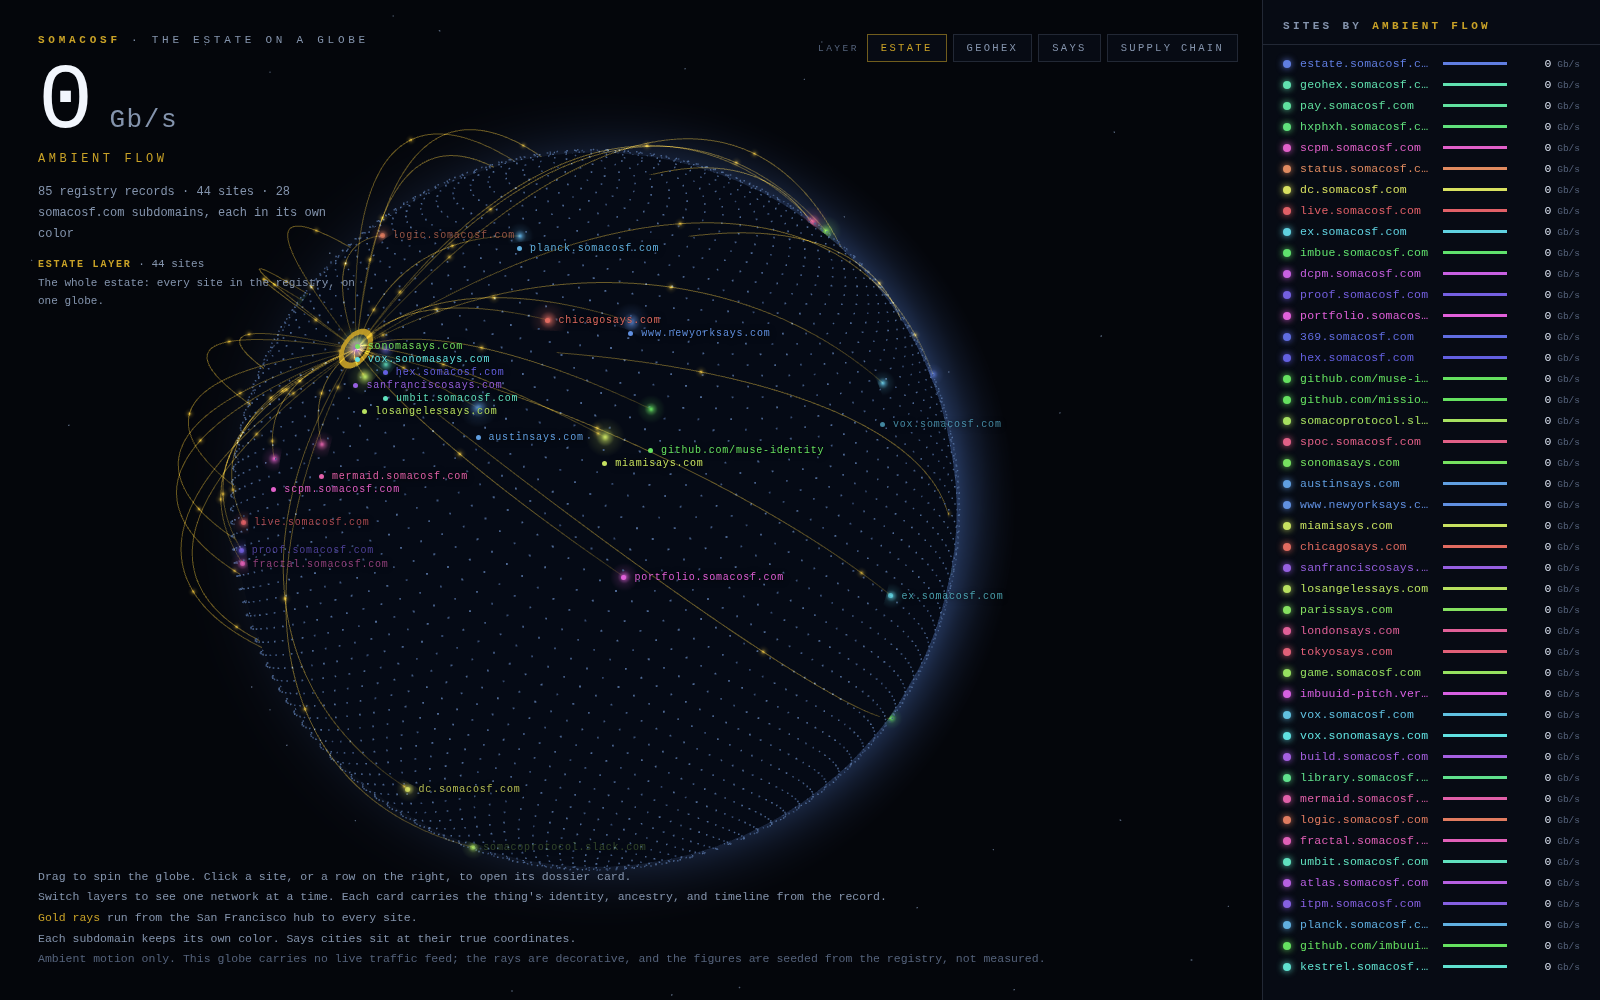 SOMACOSF · THE ESTATE ON A GLOBE
0 Gb/s
AMBIENT FLOW
85 registry records · 44 sites · 28
somacosf.com subdomains, each in its own
color
ESTATE LAYER · 44 sites
The whole estate: every site in the registry, on
one globe.
LAYER ESTATE GEOHEX SAYS SUPPLY CHAIN
logic.somacosf.com
planck.somacosf.com
chicagosays.com
www.newyorksays.com
sonomasays.com
vox.sonomasays.com
hex.somacosf.com
sanfranciscosays.com
umbit.somacosf.com
losangelessays.com
vox.somacosf.com
austinsays.com
github.com/muse-identity
miamisays.com
mermaid.somacosf.com
scpm.somacosf.com
live.somacosf.com
proof.somacosf.com
fractal.somacosf.com
portfolio.somacosf.com
ex.somacosf.com
dc.somacosf.com
somacoprotocol.slack.com
Drag to spin the globe. Click a site, or a row on the right, to open its dossier card.
Switch layers to see one network at a time. Each card carries the thing's identity, ancestry, and timeline from the record.
Gold rays run from the San Francisco hub to every site.
Each subdomain keeps its own color. Says cities sit at their true coordinates.
Ambient motion only. This globe carries no live traffic feed; the rays are decorative, and the figures are seeded from the registry, not measured.
SITES BY AMBIENT FLOW
estate.somacosf.c… 0 Gb/s
geohex.somacosf.c… 0 Gb/s
pay.somacosf.com 0 Gb/s
hxphxh.somacosf.c… 0 Gb/s
scpm.somacosf.com 0 Gb/s
status.somacosf.c… 0 Gb/s
dc.somacosf.com 0 Gb/s
live.somacosf.com 0 Gb/s
ex.somacosf.com 0 Gb/s
imbue.somacosf.com 0 Gb/s
dcpm.somacosf.com 0 Gb/s
proof.somacosf.com 0 Gb/s
portfolio.somacos… 0 Gb/s
369.somacosf.com 0 Gb/s
hex.somacosf.com 0 Gb/s
github.com/muse-i… 0 Gb/s
github.com/missio… 0 Gb/s
somacoprotocol.sl… 0 Gb/s
spoc.somacosf.com 0 Gb/s
sonomasays.com 0 Gb/s
austinsays.com 0 Gb/s
www.newyorksays.c… 0 Gb/s
miamisays.com 0 Gb/s
chicagosays.com 0 Gb/s
sanfranciscosays.… 0 Gb/s
losangelessays.com 0 Gb/s
parissays.com 0 Gb/s
londonsays.com 0 Gb/s
tokyosays.com 0 Gb/s
game.somacosf.com 0 Gb/s
imbuuid-pitch.ver… 0 Gb/s
vox.somacosf.com 0 Gb/s
vox.sonomasays.com 0 Gb/s
build.somacosf.com 0 Gb/s
library.somacosf.… 0 Gb/s
mermaid.somacosf.… 0 Gb/s
logic.somacosf.com 0 Gb/s
fractal.somacosf.… 0 Gb/s
umbit.somacosf.com 0 Gb/s
atlas.somacosf.com 0 Gb/s
itpm.somacosf.com 0 Gb/s
planck.somacosf.c… 0 Gb/s
github.com/imbuui… 0 Gb/s
kestrel.somacosf.… 0 Gb/s